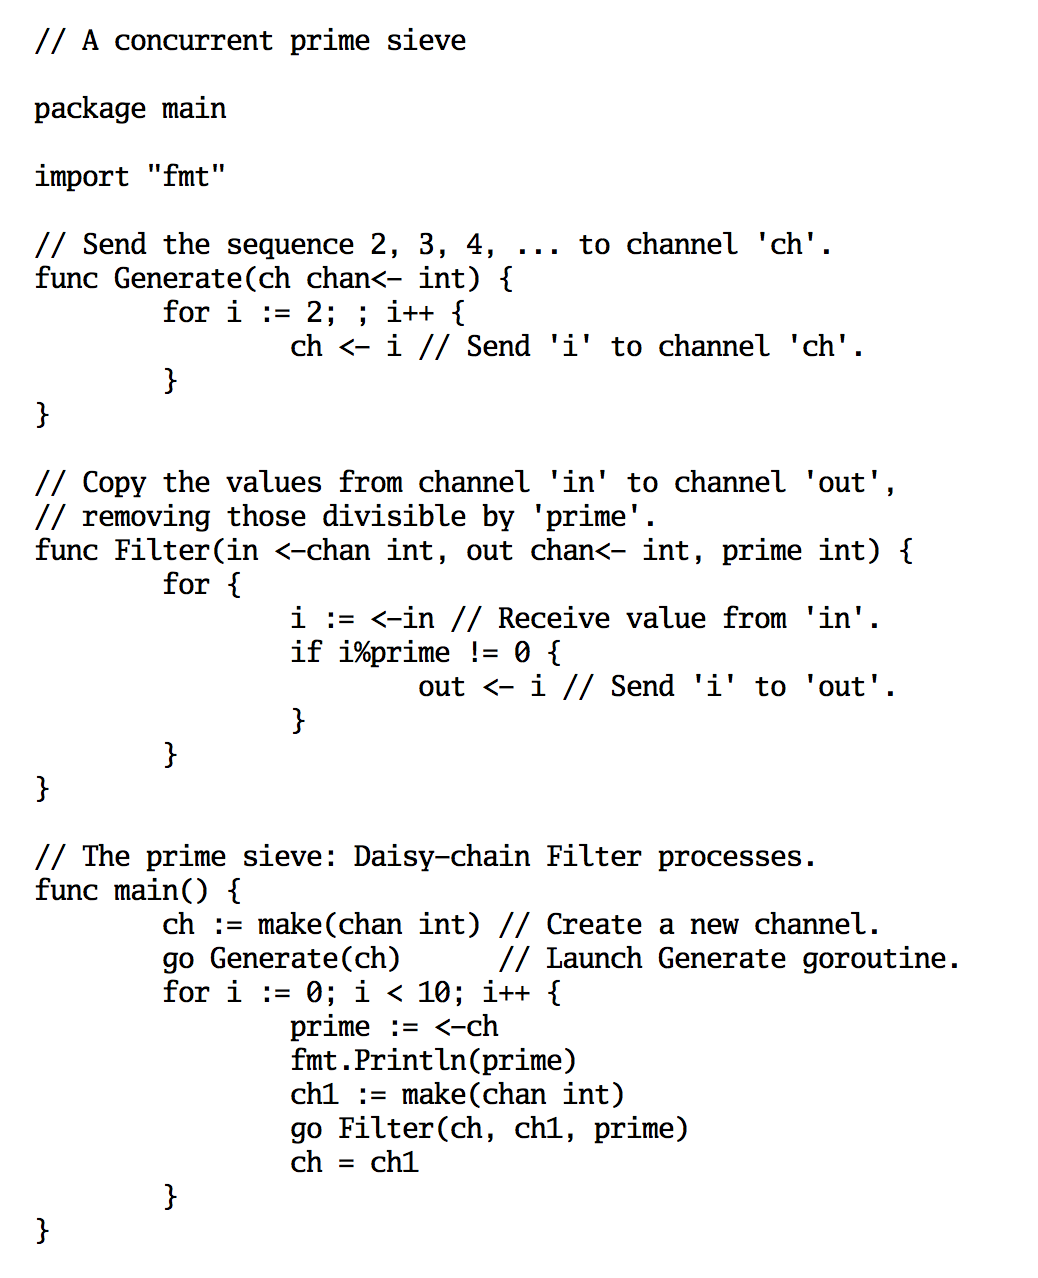 // A concurrent prime sieve

package main

import "fmt"

// Send the sequence 2, 3, 4, ... to channel 'ch'.
func Generate(ch chan<- int) {
        for i := 2; ; i++ {
                ch <- i // Send 'i' to channel 'ch'.
        }
}

// Copy the values from channel 'in' to channel 'out',
// removing those divisible by 'prime'.
func Filter(in <-chan int, out chan<- int, prime int) {
        for {
                i := <-in // Receive value from 'in'.
                if i%prime != 0 {
                        out <- i // Send 'i' to 'out'.
                }
        }
}

// The prime sieve: Daisy-chain Filter processes.
func main() {
        ch := make(chan int) // Create a new channel.
        go Generate(ch)      // Launch Generate goroutine.
        for i := 0; i < 10; i++ {
                prime := <-ch
                fmt.Println(prime)
                ch1 := make(chan int)
                go Filter(ch, ch1, prime)
                ch = ch1
        }
}